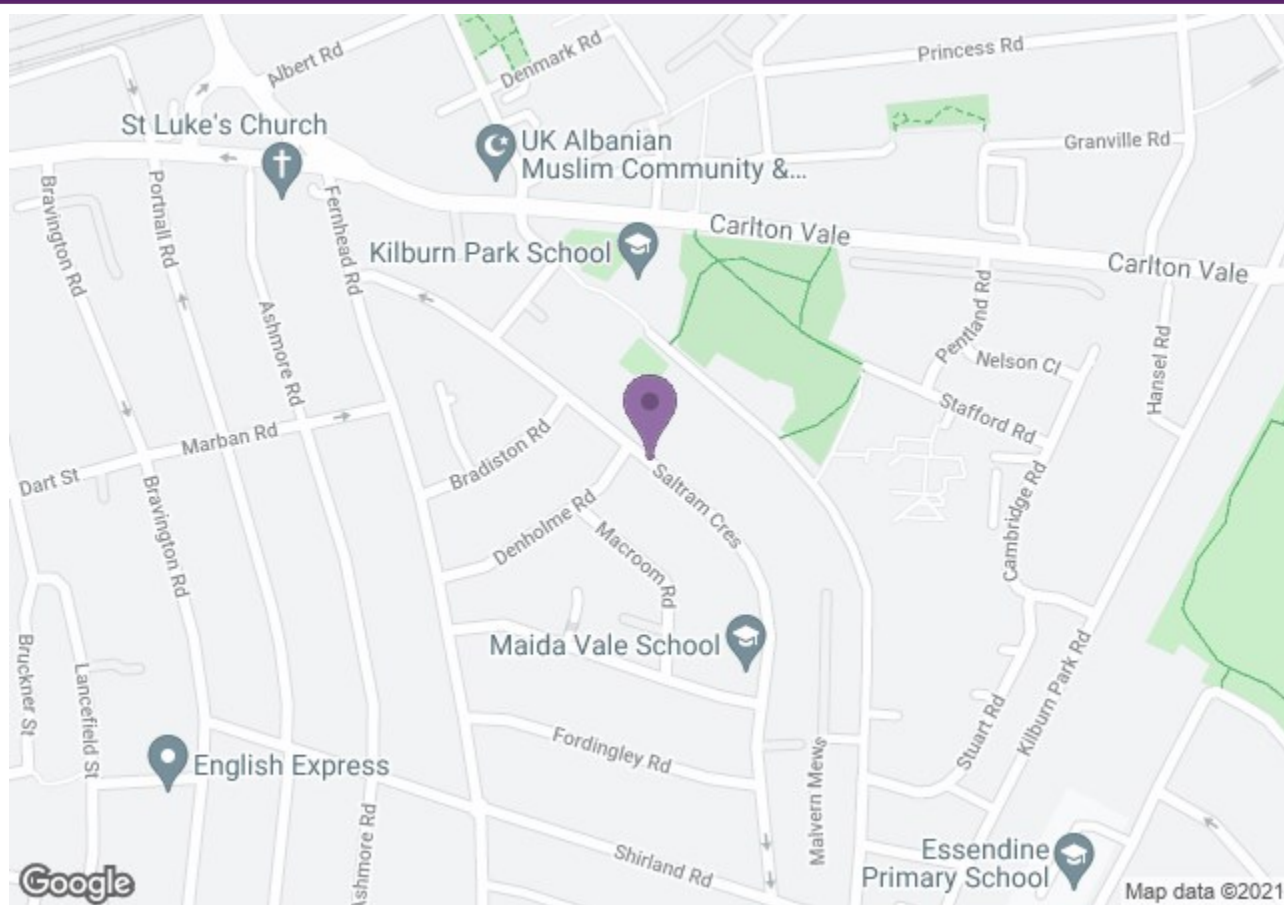 Princess Rd
Albert Rd
Denmark Rd
St Luke's Church
UK Albanian
Muslim Community &...
Granville Rd
Bravington Rd
Portnall Rd
Fernhead Rd
Kilburn Park School
Carlton Vale
Carlton Vale
Ashmore Rd
Pentland Rd
Nelson Cl
Hansel Rd
Stafford Rd
Marban Rd
Dart St
Bradiston Rd
Saltram Cres
Bravington Rd
Denholme Rd
Macroom Rd
Cambridge Rd
Maida Vale School
Bruckner St
Lancefield St
Kilburn Park Rd
Stuart Rd
Fordingley Rd
English Express
Malvern Mews
Ashmore Rd
Shirland Rd
Essendine
Primary School
Google
Map data ©2021